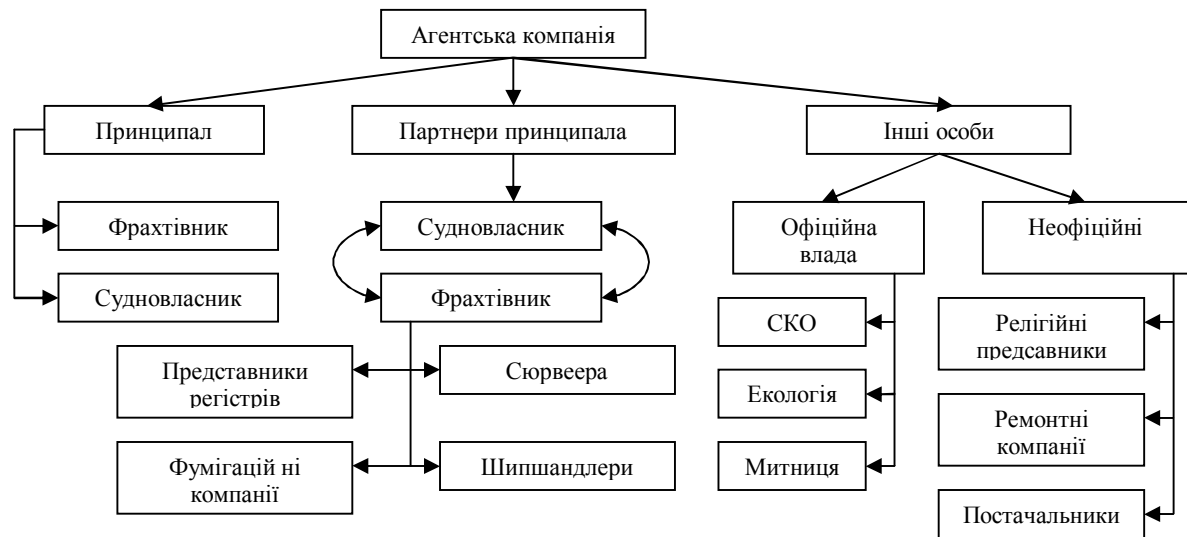 Агентська компанія
Принципал
Партнери принципала
Інші особи
Фрахтівник
Судновласник
Судновласник
Фрахтівник
Представники
регістрів
Сюрвеера
Фумігацій ні
компанії
Шипшандлери
Офіційна
влада
Неофіційні
СКО
Екологія
Митниця
Релігійні
предсавники
Ремонтні
компанії
Постачальники